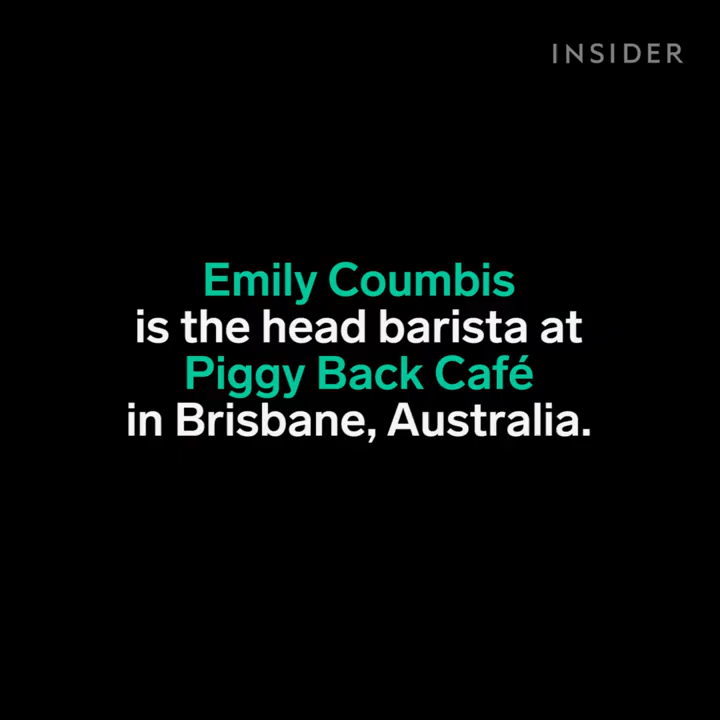 INSIDER
Emily Coumbis
is the head barista at
Piggy Back Café
in Brisbane, Australia.